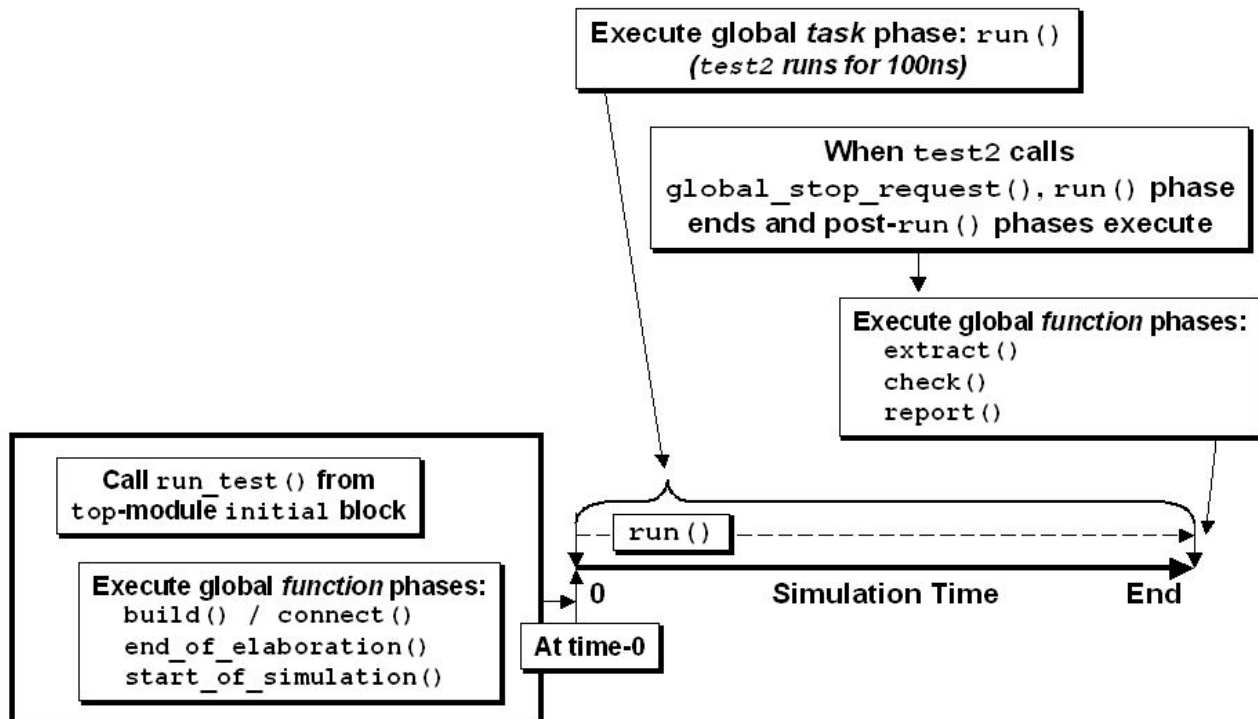 Execute global task phase: run()
(test2 runs for 100ns)
When test2 calls
global_stop_request(), run() phase
ends and post-run() phases execute
Execute global function phases:
extract()
check()
report()
Call run_test() from
top-module initial block
Execute global function phases:
build() / connect()
end_of_elaboration()
start_of_simulation()
run()
0 Simulation Time End
At time-0